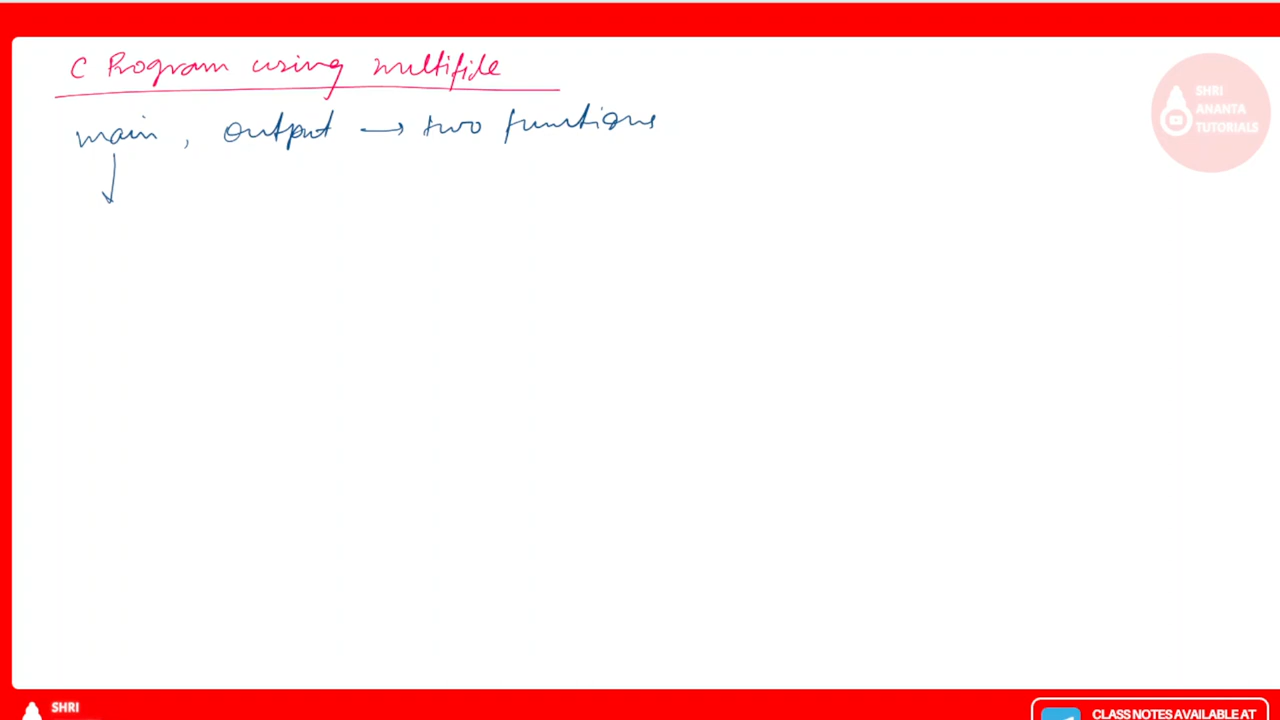 C Program using multifile
main, output → two functions
↓
SHRI
ANANTA
TUTORIALS
SHRI
CLASS NOTES AVAILABLE AT